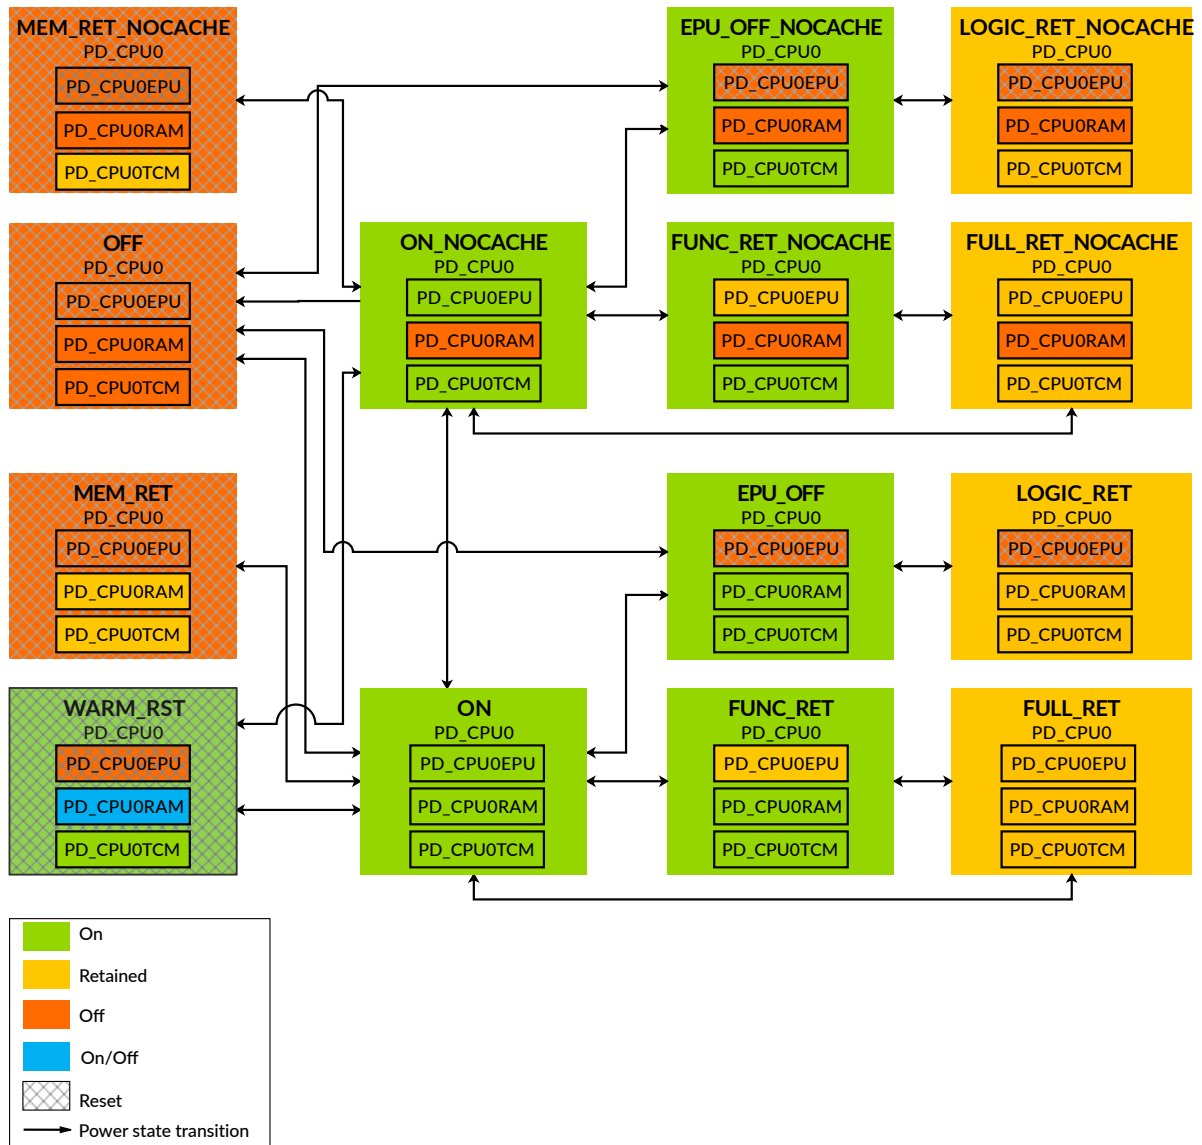 MEM_RET_NOCACHE
PD_CPU0
PD_CPU0EPU
PD_CPU0RAM
PD_CPU0TCM
EPU_OFF_NOCACHE
PD_CPU0
PD_CPU0EPU
PD_CPU0RAM
PD_CPU0TCM
LOGIC_RET_NOCACHE
PD_CPU0
PD_CPU0EPU
PD_CPU0RAM
PD_CPU0TCM
OFF
PD_CPU0
PD_CPU0EPU
PD_CPU0RAM
PD_CPU0TCM
ON_NOCACHE
PD_CPU0
PD_CPU0EPU
PD_CPU0RAM
PD_CPU0TCM
FUNC_RET_NOCACHE
PD_CPU0
PD_CPU0EPU
PD_CPU0RAM
PD_CPU0TCM
FULL_RET_NOCACHE
PD_CPU0
PD_CPU0EPU
PD_CPU0RAM
PD_CPU0TCM
MEM_RET
PD_CPU0
PD_CPU0EPU
PD_CPU0RAM
PD_CPU0TCM
EPU_OFF
PD_CPU0
PD_CPU0EPU
PD_CPU0RAM
PD_CPU0TCM
LOGIC_RET
PD_CPU0
PD_CPU0EPU
PD_CPU0RAM
PD_CPU0TCM
WARM_RST
PD_CPU0
PD_CPU0EPU
PD_CPU0RAM
PD_CPU0TCM
ON
PD_CPU0
PD_CPU0EPU
PD_CPU0RAM
PD_CPU0TCM
FUNC_RET
PD_CPU0
PD_CPU0EPU
PD_CPU0RAM
PD_CPU0TCM
FULL_RET
PD_CPU0
PD_CPU0EPU
PD_CPU0RAM
PD_CPU0TCM
On
Retained
Off
On/Off
Reset
Power state transition